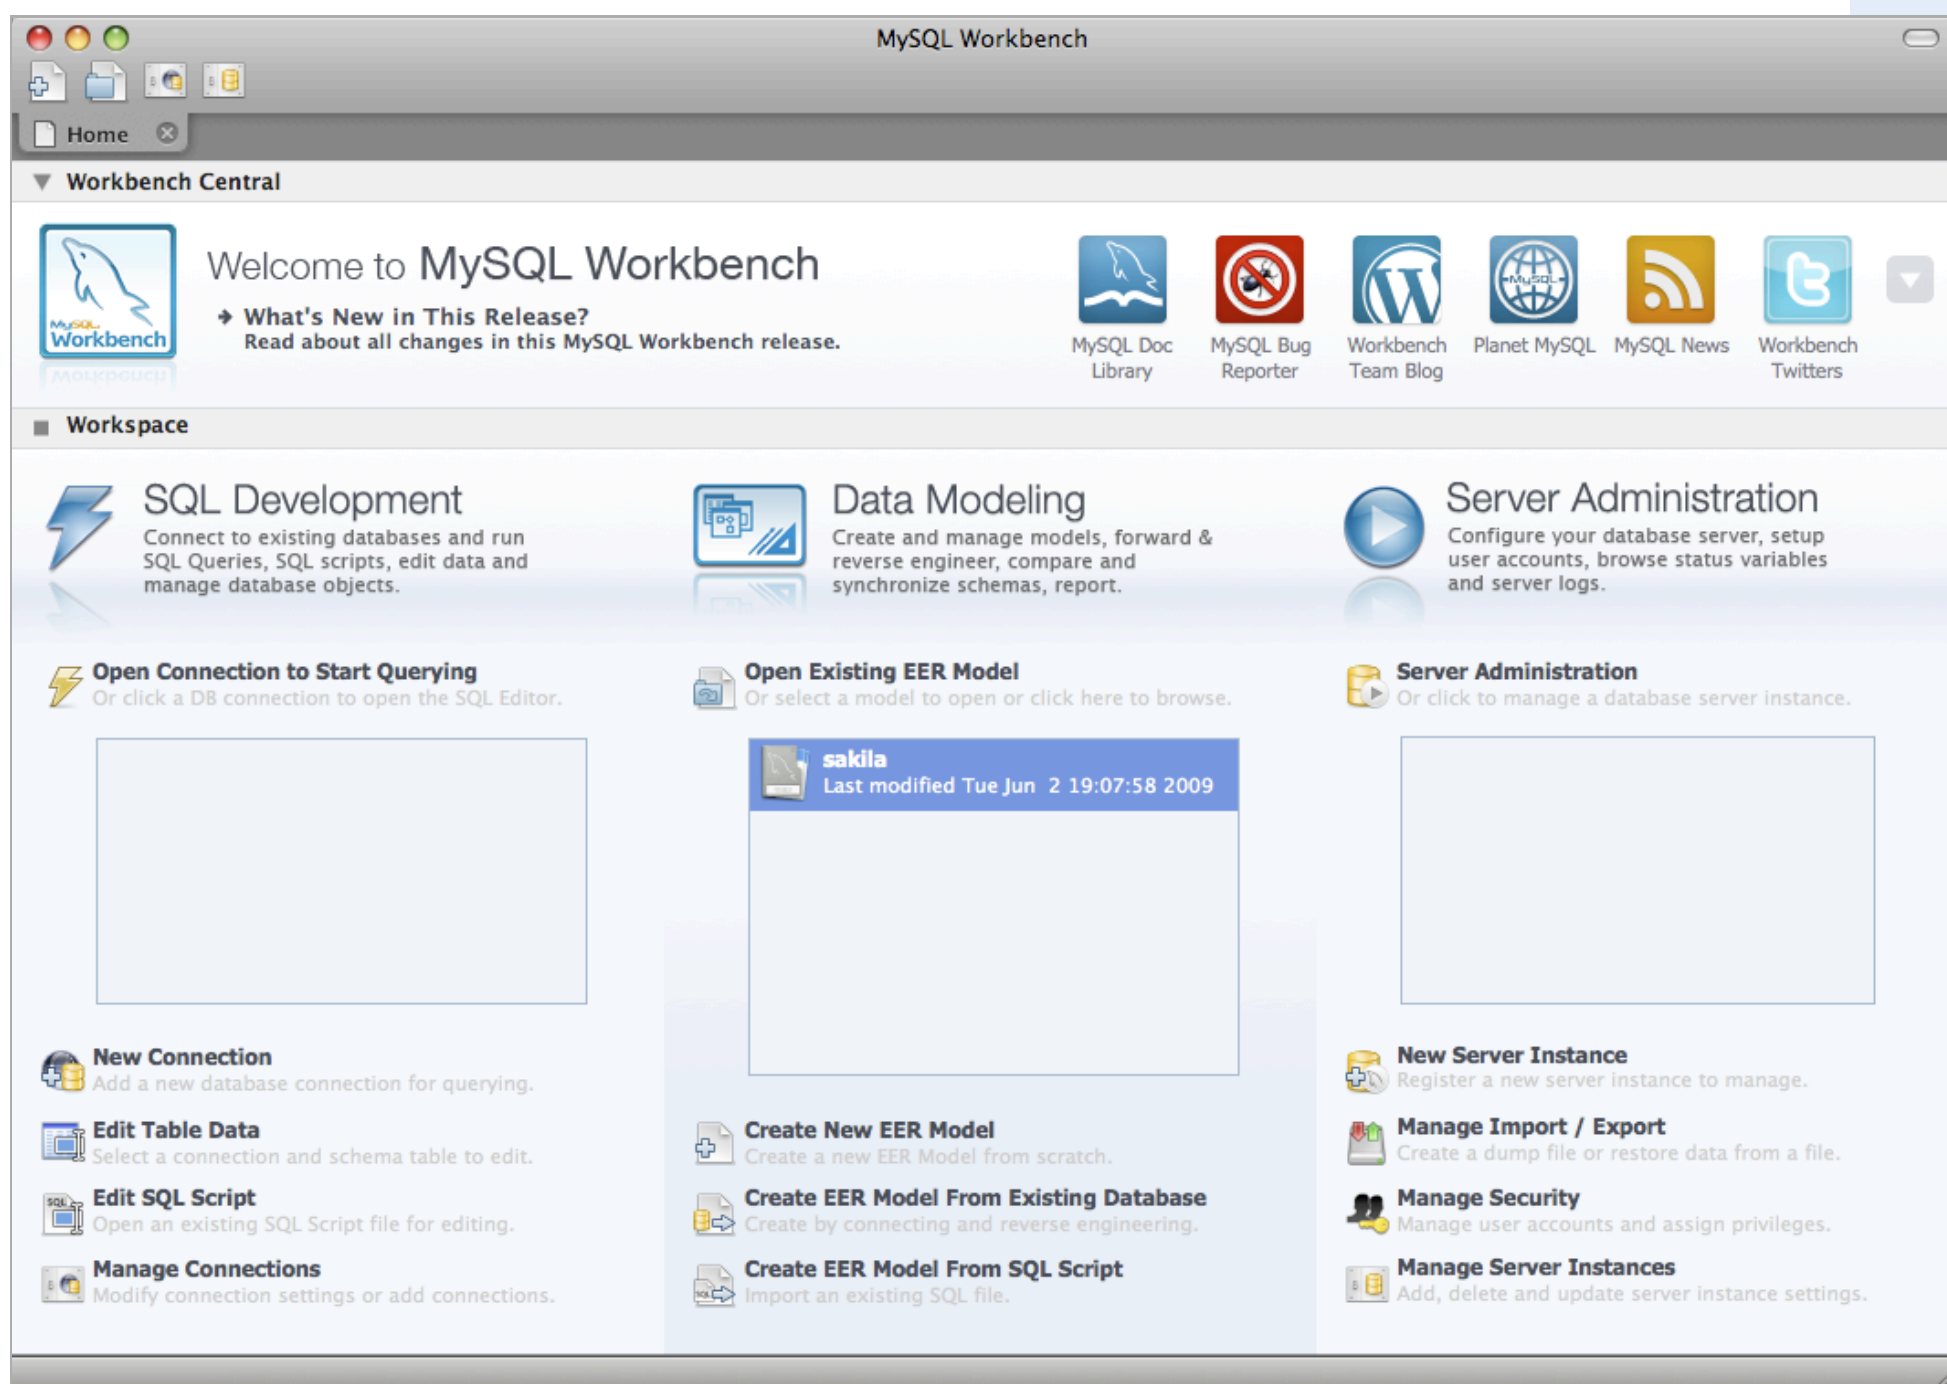 MySQL Workbench
Home
Workbench Central
MySQL
Workbench
Welcome to MySQL Workbench
What's New in This Release?
Read about all changes in this MySQL Workbench release.
MySQL
MySQL Doc
Library
MySQL Bug
Reporter
Workbench
Team Blog
Planet MySQL
MySQL News
Workbench
Twitters
Workspace
SQL Development
Connect to existing databases and run
SQL Queries, SQL scripts, edit data and
manage database objects.
Data Modeling
Create and manage models, forward &
reverse engineer, compare and
synchronize schemas, report.
Server Administration
Configure your database server, setup
user accounts, browse status variables
and server logs.
Open Connection to Start Querying
Or click a DB connection to open the SQL Editor.
New Connection
Add a new database connection for querying.
Edit Table Data
Select a connection and schema table to edit.
SQL
Edit SQL Script
Open an existing SQL Script file for editing.
Manage Connections
Modify connection settings or add connections.
Open Existing EER Model
Or select a model to open or click here to browse.
sakila
Last modified Tue Jun  2 19:07:58 2009
Create New EER Model
Create a new EER Model from scratch.
Create EER Model From Existing Database
Create by connecting and reverse engineering.
SQL
Create EER Model From SQL Script
Import an existing SQL file.
Server Administration
Or click to manage a database server instance.
New Server Instance
Register a new server instance to manage.
Manage Import / Export
Create a dump file or restore data from a file.
Manage Security
Manage user accounts and assign privileges.
Manage Server Instances
Add, delete and update server instance settings.